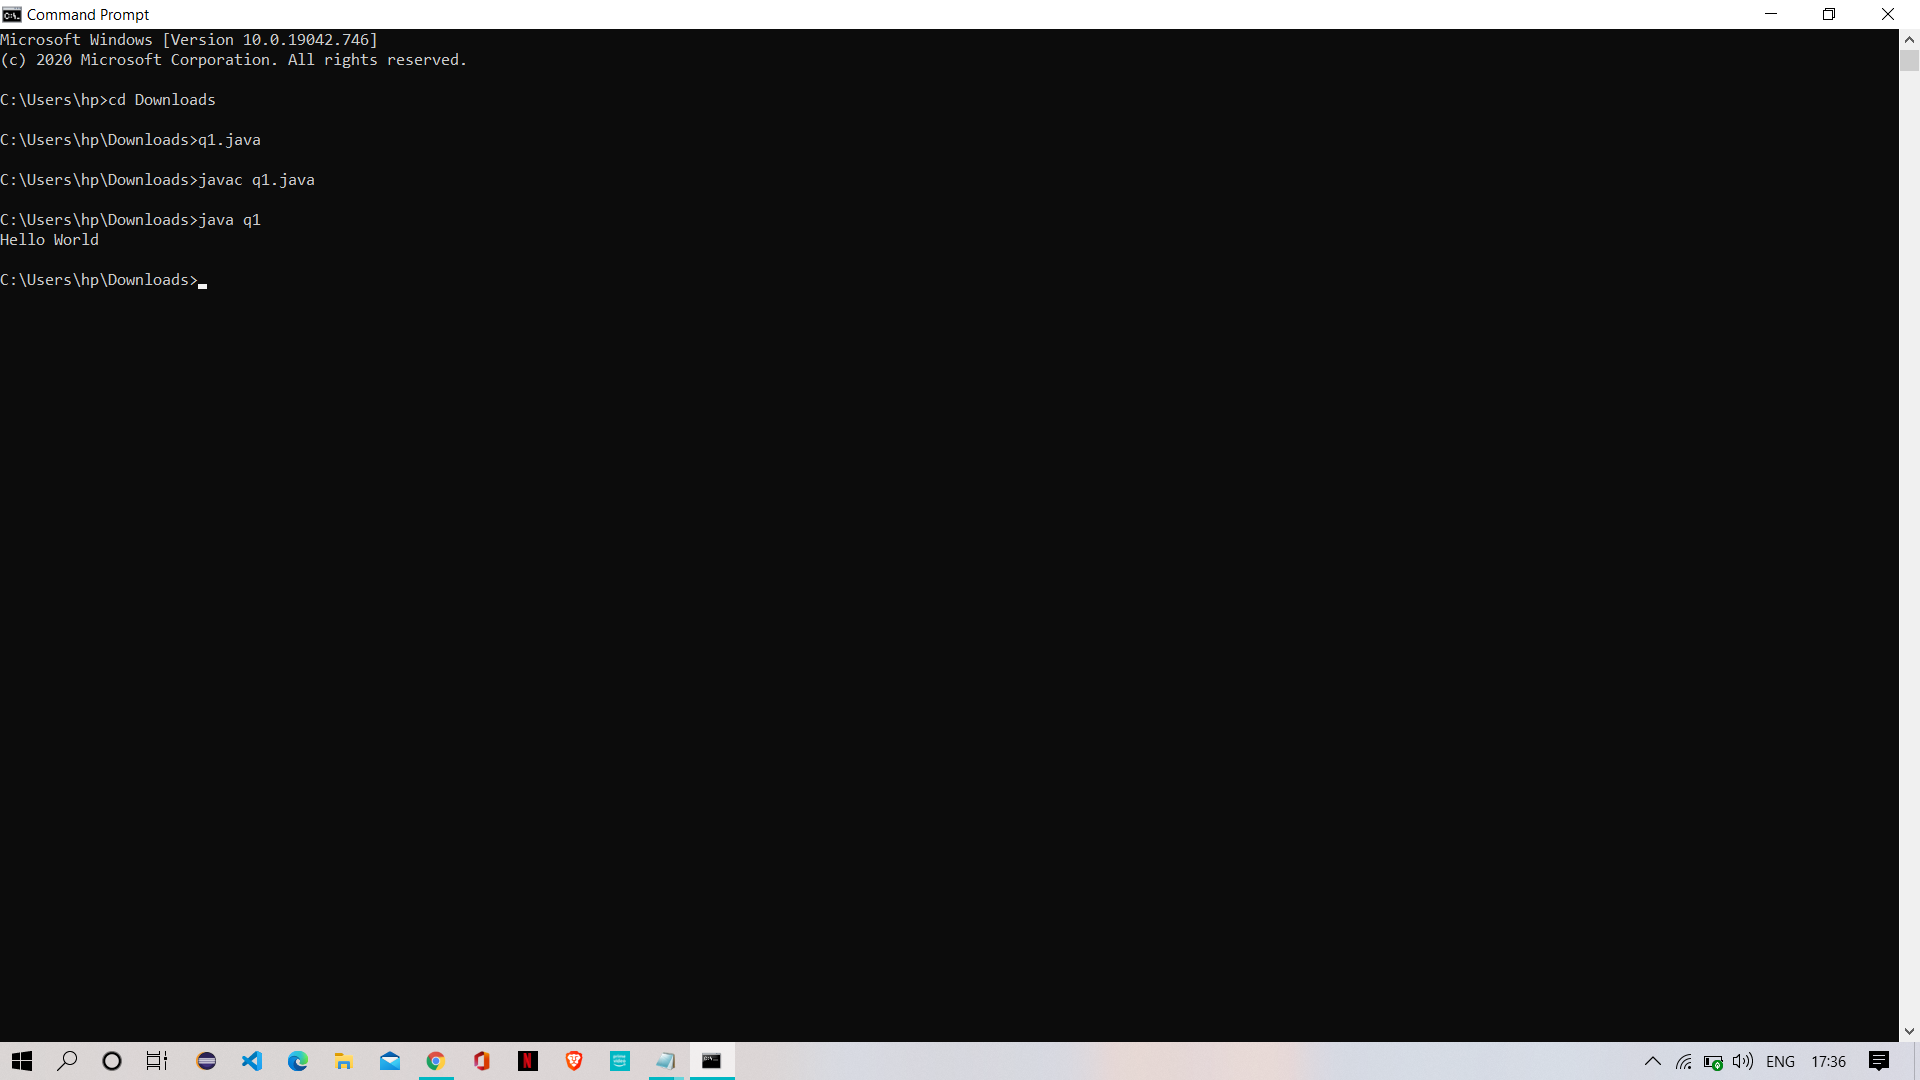 Command Prompt
Microsoft Windows [Version 10.0.19042.746]
(c) 2020 Microsoft Corporation. All rights reserved.
C:\Users\hp>cd Downloads
C:\Users\hp\Downloads>q1.java
C:\Users\hp\Downloads>javac q1.java
C:\Users\hp\Downloads>java q1
Hello World
C:\Users\hp\Downloads>
ENG 17:36